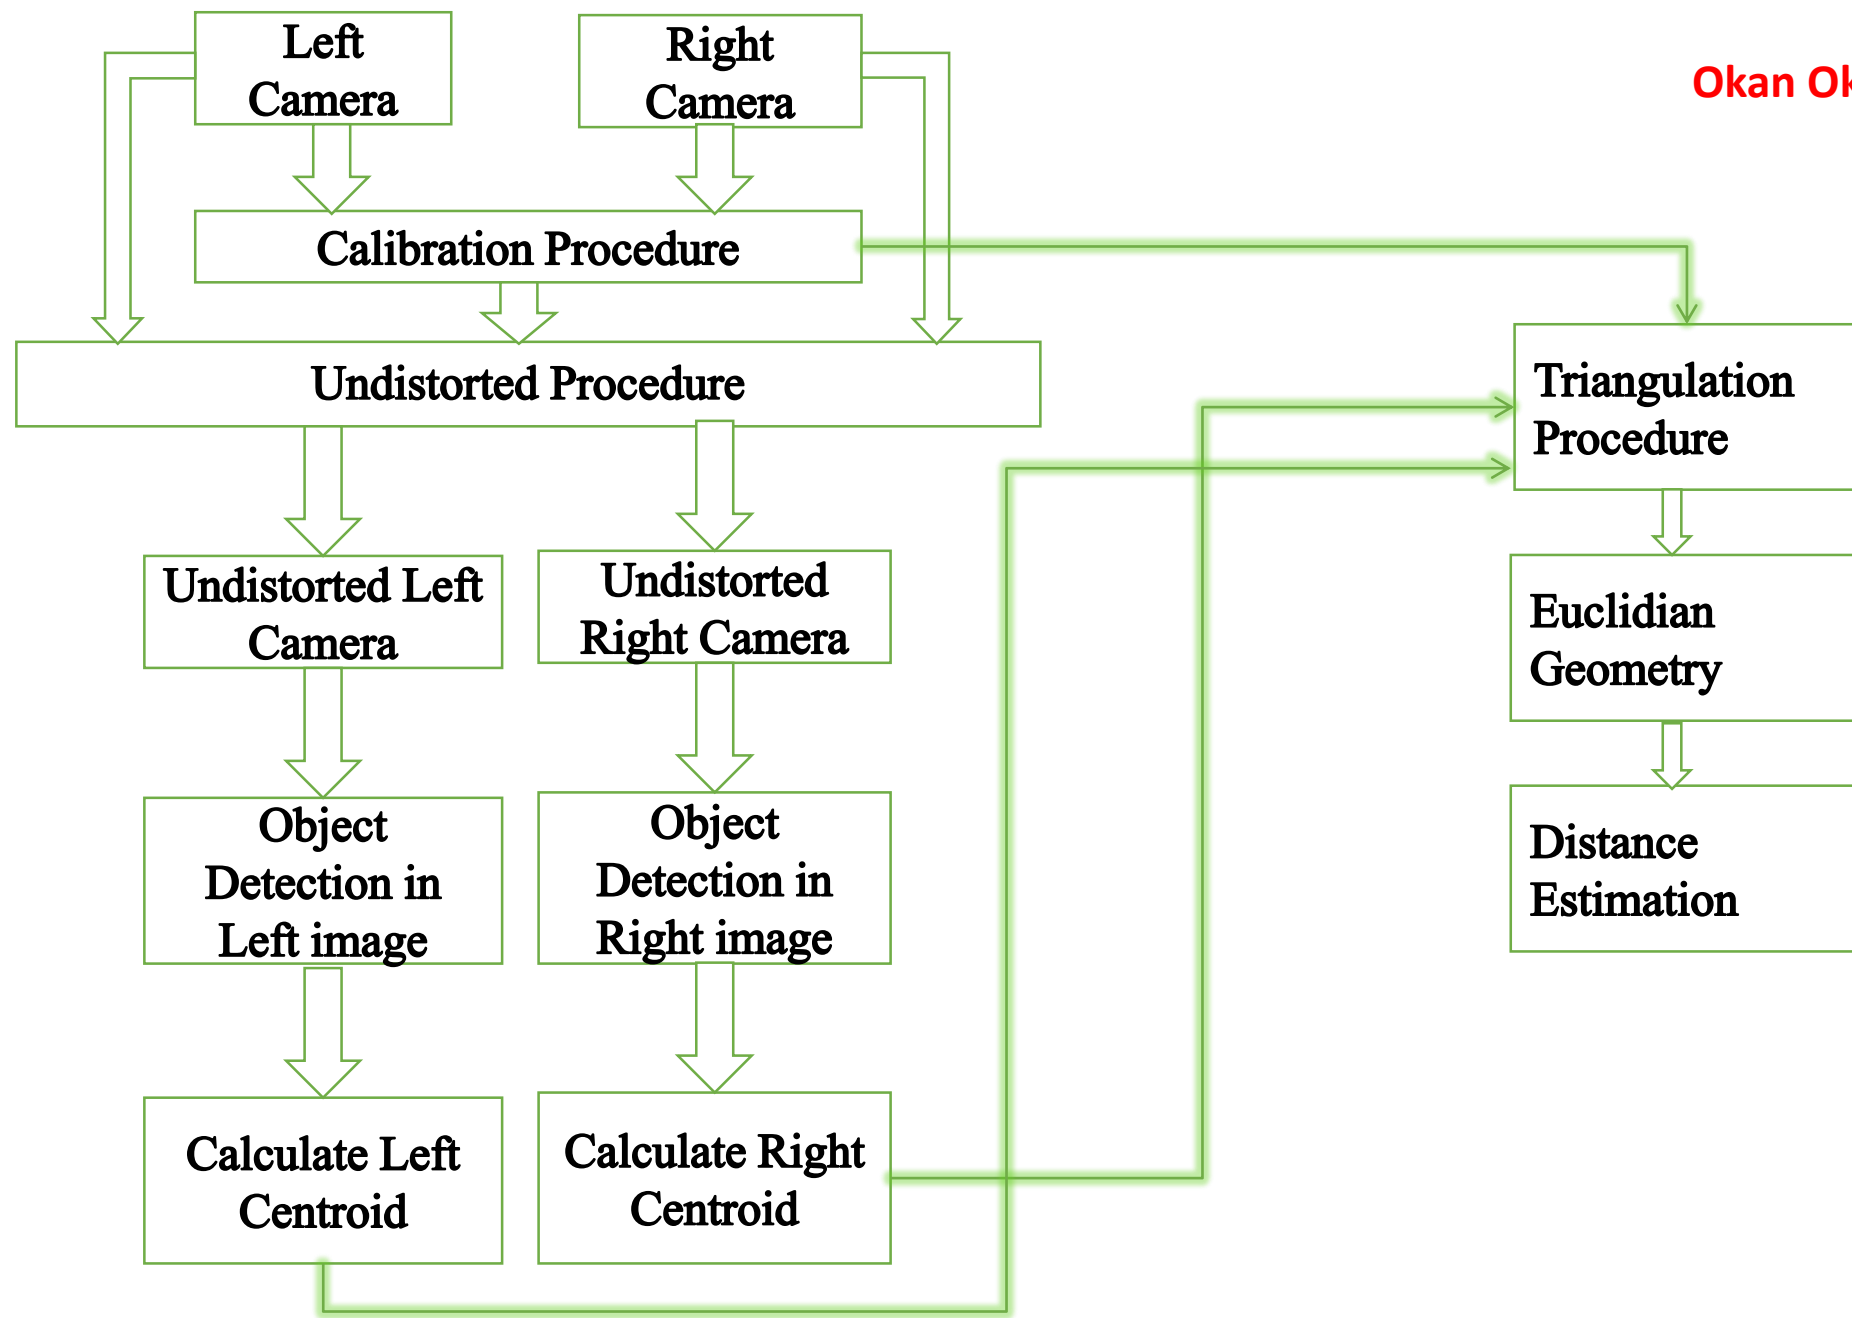 Left
Camera
Right
Camera
Okan
Calibration Procedure
Undistorted Procedure
Triangulation
Procedure
Undistorted Left
Camera
Undistorted
Right Camera
Euclidian
Geometry
Object
Detection in
Left image
Object
Detection in
Right image
Distance
Estimation
Calculate Left
Centroid
Calculate Right
Centroid